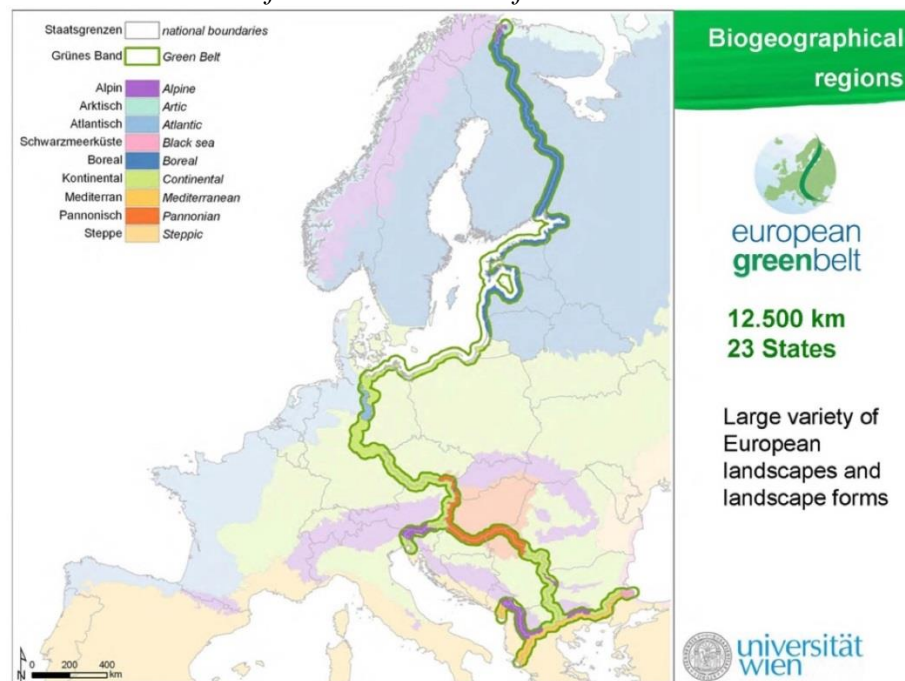 Staatsgrenzen national boundaries
Grünes Band Green Belt
Alpin Alpine
Arktisch Artic
Atlantisch Atlantic
Schwarzmeerküste Black sea
Boreal Boreal
Kontinental Continental
Mediterran Mediterranean
Pannonisch Pannonian
Steppe Steppic
N
0 200 400
km
Biogeographical
regions
european
greenbelt
12.500 km
23 States
Large variety of
European
landscapes and
landscape forms
universität
wien